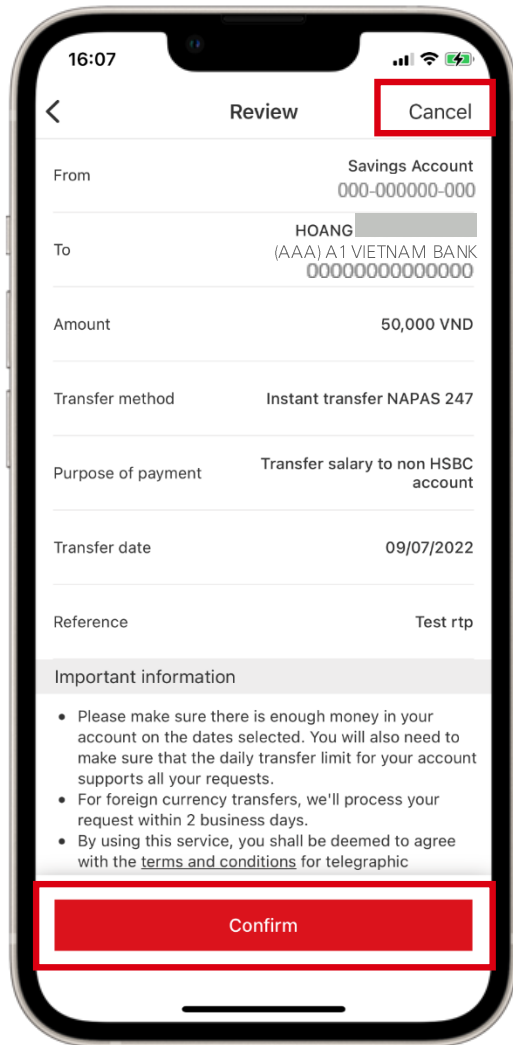 16:07
Review
Cancel
From
Savings Account
000-000000-000
To
HOANG
(AAA) A1 VIETNAM BANK
00000000000000
Amount
50,000 VND
Transfer method
Instant transfer NAPAS 247
Purpose of payment
Transfer salary to non HSBC
account
Transfer date
09/07/2022
Reference
Test rtp
Important information
• Please make sure there is enough money in your
account on the dates selected. You will also need to
make sure that the daily transfer limit for your account
supports all your requests.
• For foreign currency transfers, we'll process your
request within 2 business days.
• By using this service, you shall be deemed to agree
with the terms and conditions for telegraphic
Confirm